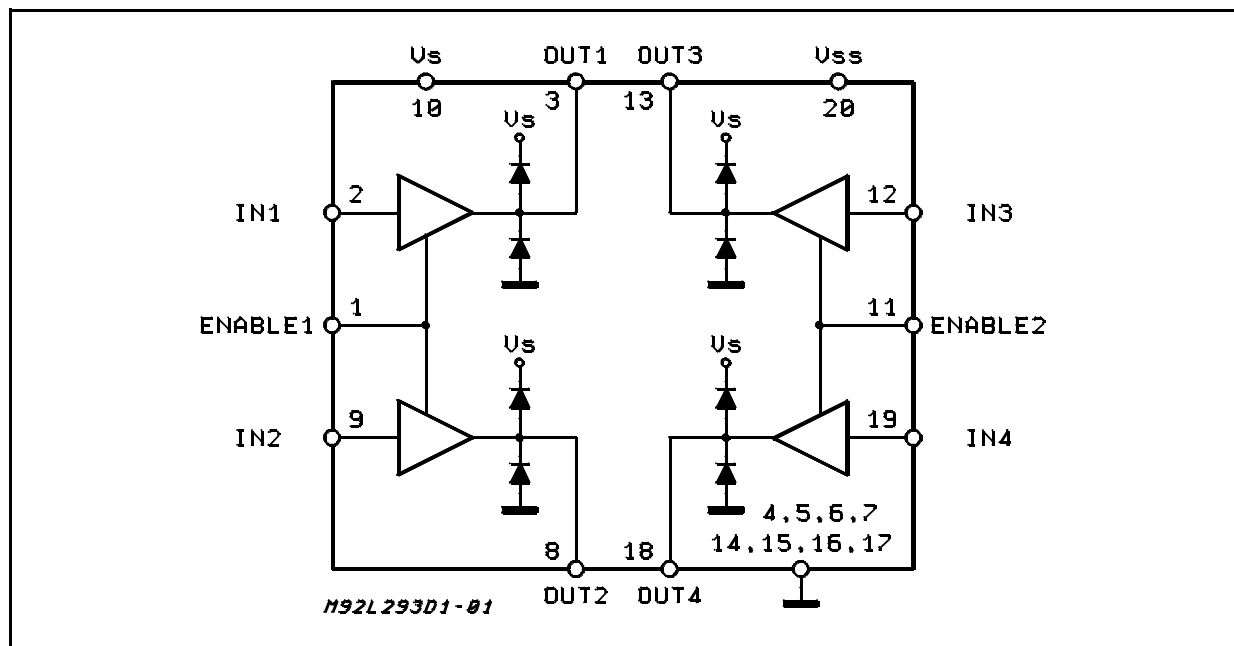 Vs OUT1 OUT3 Vss
10 3 13 20
Vs Vs
IN1 2 12 IN3
ENABLE1 1 11 ENABLE2
Vs Vs
IN2 9 19 IN4
4,5,6,7
8 18 14,15,16,17
OUT2 OUT4
M92L293D1-01